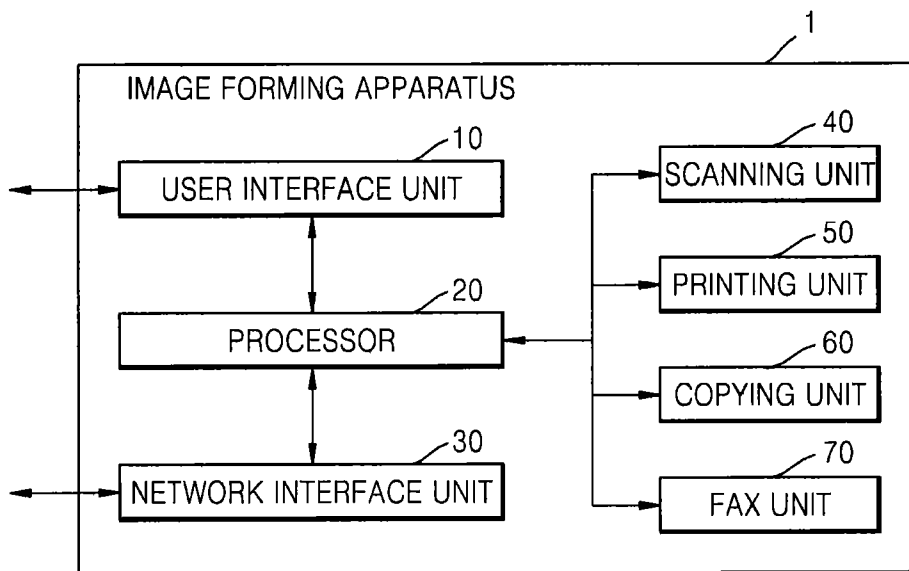 1
IMAGE FORMING APPARATUS
10
USER INTERFACE UNIT
20
PROCESSOR
30
NETWORK INTERFACE UNIT
40
SCANNING UNIT
50
PRINTING UNIT
60
COPYING UNIT
70
FAX UNIT